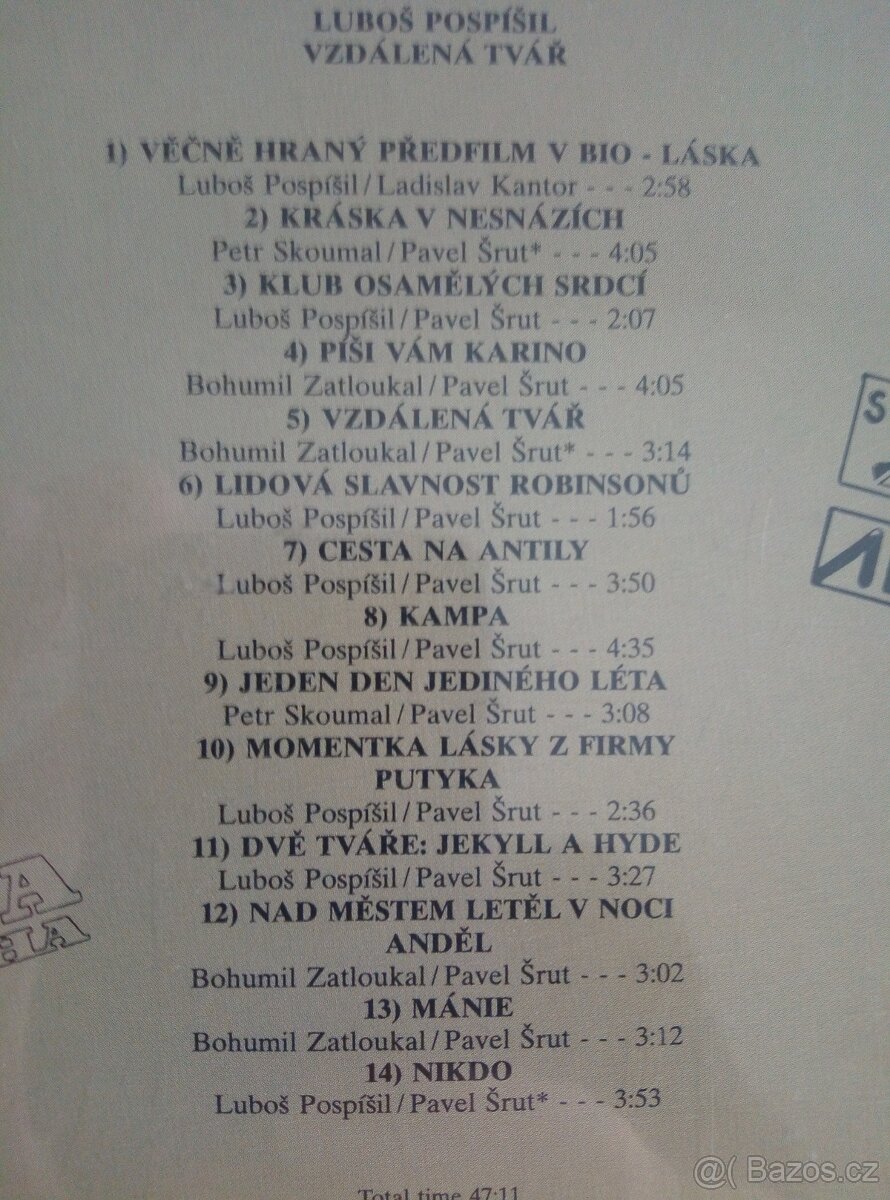 LUBOŠ POSPÍŠIL
VZDÁLENÁ TVÁŘ
1) VĚČNĚ HRANÝ PŘEDFILM V BIO - LÁSKA
Luboš Pospíšil/Ladislav Kantor - - - 2:58
2) KRÁSKA V NESNÁZÍCH
Petr Skoumal/Pavel Šrut* - - - 4:05
3) KLUB OSAMĚLÝCH SRDCÍ
Luboš Pospíšil/Pavel Šrut - - - 2:07
4) PÍŠI VÁM KARINO
Bohumil Zatloukal/Pavel Šrut - - - 4:05
5) VZDÁLENÁ TVÁŘ
Bohumil Zatloukal/Pavel Šrut* - - - 3:14
6) LIDOVÁ SLAVNOST ROBINSONŮ
Luboš Pospíšil/Pavel Šrut - - - 1:56
7) CESTA NA ANTILY
Luboš Pospíšil/Pavel Šrut - - - 3:50
8) KAMPA
Luboš Pospíšil/Pavel Šrut - - - 4:35
9) JEDEN DEN JEDINÉHO LÉTA
Petr Skoumal/Pavel Šrut - - - 3:08
10) MOMENTKA LÁSKY Z FIRMY
PUTYKA
Luboš Pospíšil/Pavel Šrut - - - 2:36
11) DVĚ TVÁŘE: JEKYLL A HYDE
Luboš Pospíšil/Pavel Šrut - - - 3:27
12) NAD MĚSTEM LETĚL V NOCI
ANDĚL
Bohumil Zatloukal/Pavel Šrut - - - 3:02
13) MÁNIE
Bohumil Zatloukal/Pavel Šrut - - - 3:12
14) NIKDO
Luboš Pospíšil/Pavel Šrut* - - - 3:53
Total time 47:11
@( Bazos.cz